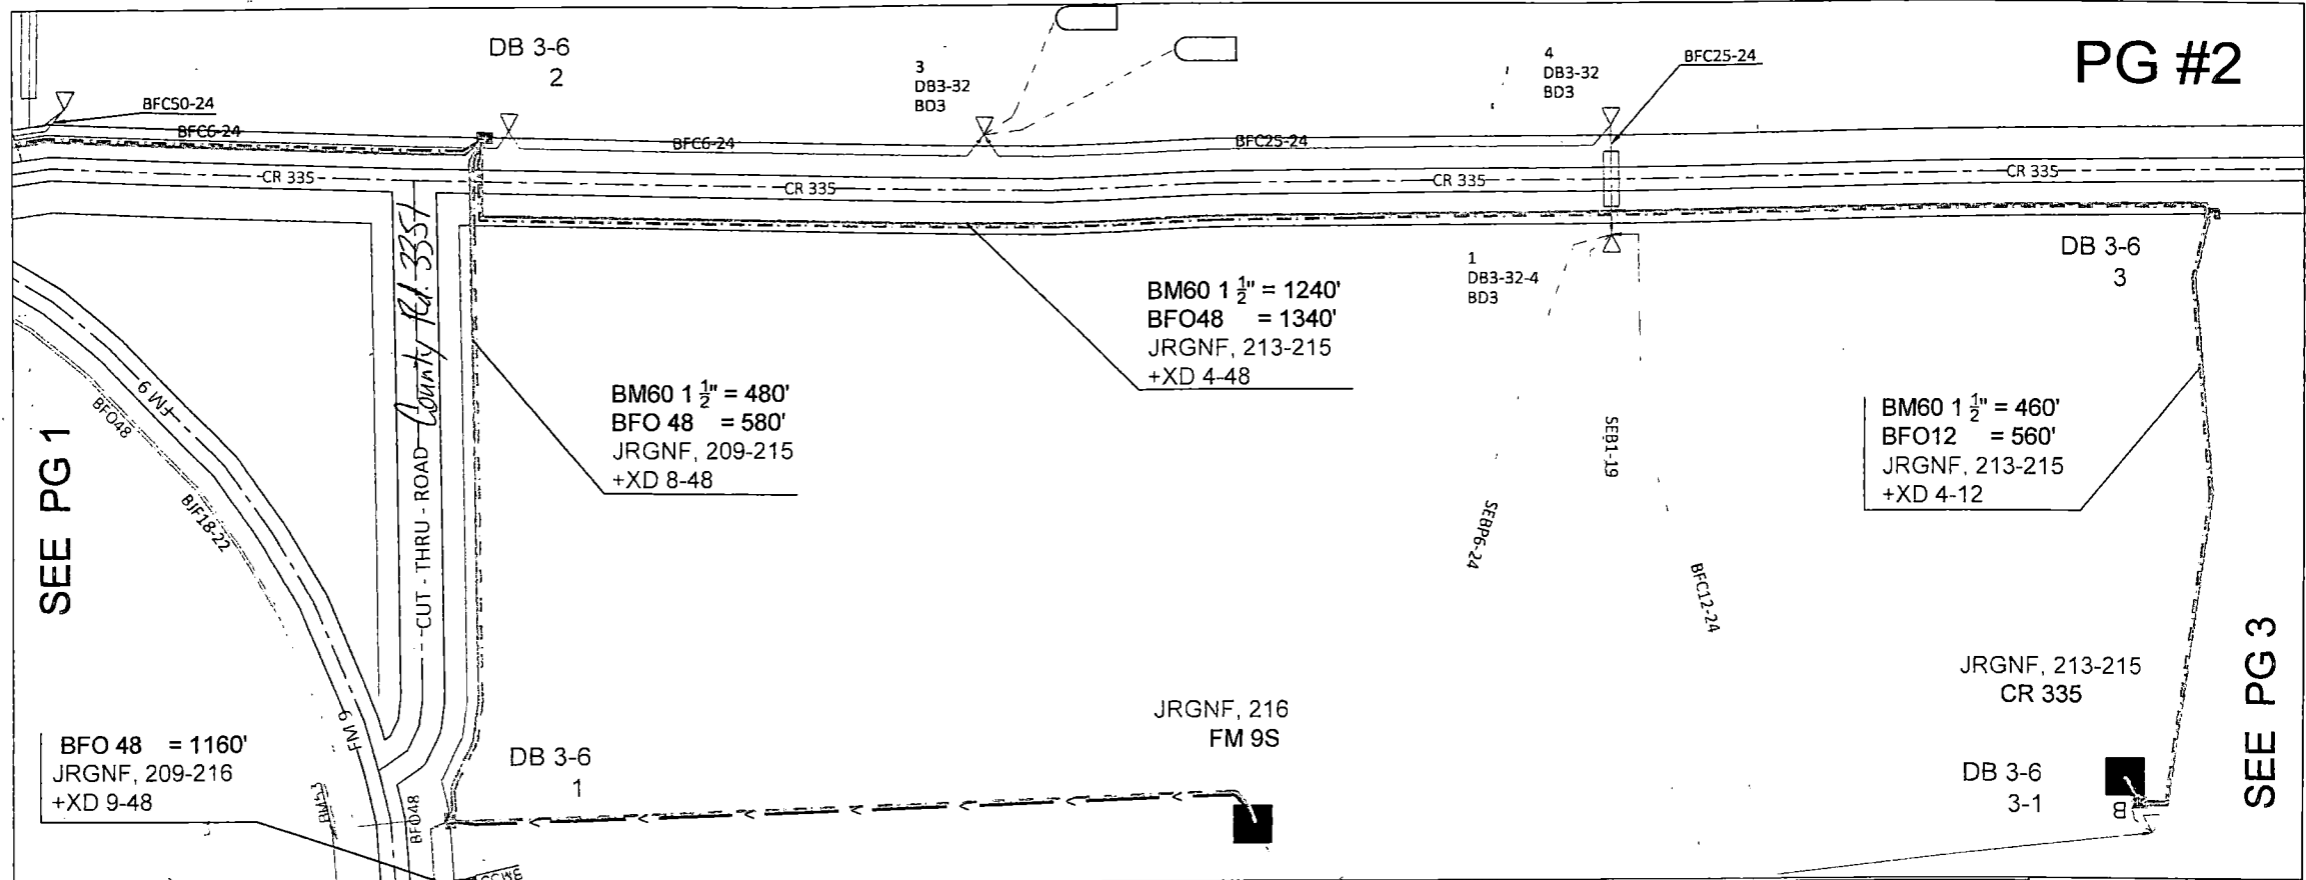 PG #2
DB 3-6
2
3
DB3-32
BD3
4
DB3-32
BD3
BFC25-24
BFC50-24
BFC6-24
BFC6-24
BFC25-24
CR 335
CR 335
CR 335
CR 335
County Rd. 3351
CUT - THRU - ROAD
DB 3-6
3
1
DB3-32-4
BD3
BM60 1 1/2" = 1240'
BFO48 = 1340'
JRGNF, 213-215
+XD 4-48
BM60 1 1/2" = 480'
BFO 48 = 580'
JRGNF, 209-215
+XD 8-48
BM60 1 1/2" = 460'
BFO12 = 560'
JRGNF, 213-215
+XD 4-12
FM 9
BFO48
BJF18-22
SEE PG 1
SEB1-19
SEBP6-24
BFC12-24
JRGNF, 213-215
CR 335
SEE PG 3
JRGNF, 216
FM 9S
FM 9
BFO 48 = 1160'
JRGNF, 209-216
+XD 9-48
DB 3-6
1
DB 3-6
3-1
B
BFO48